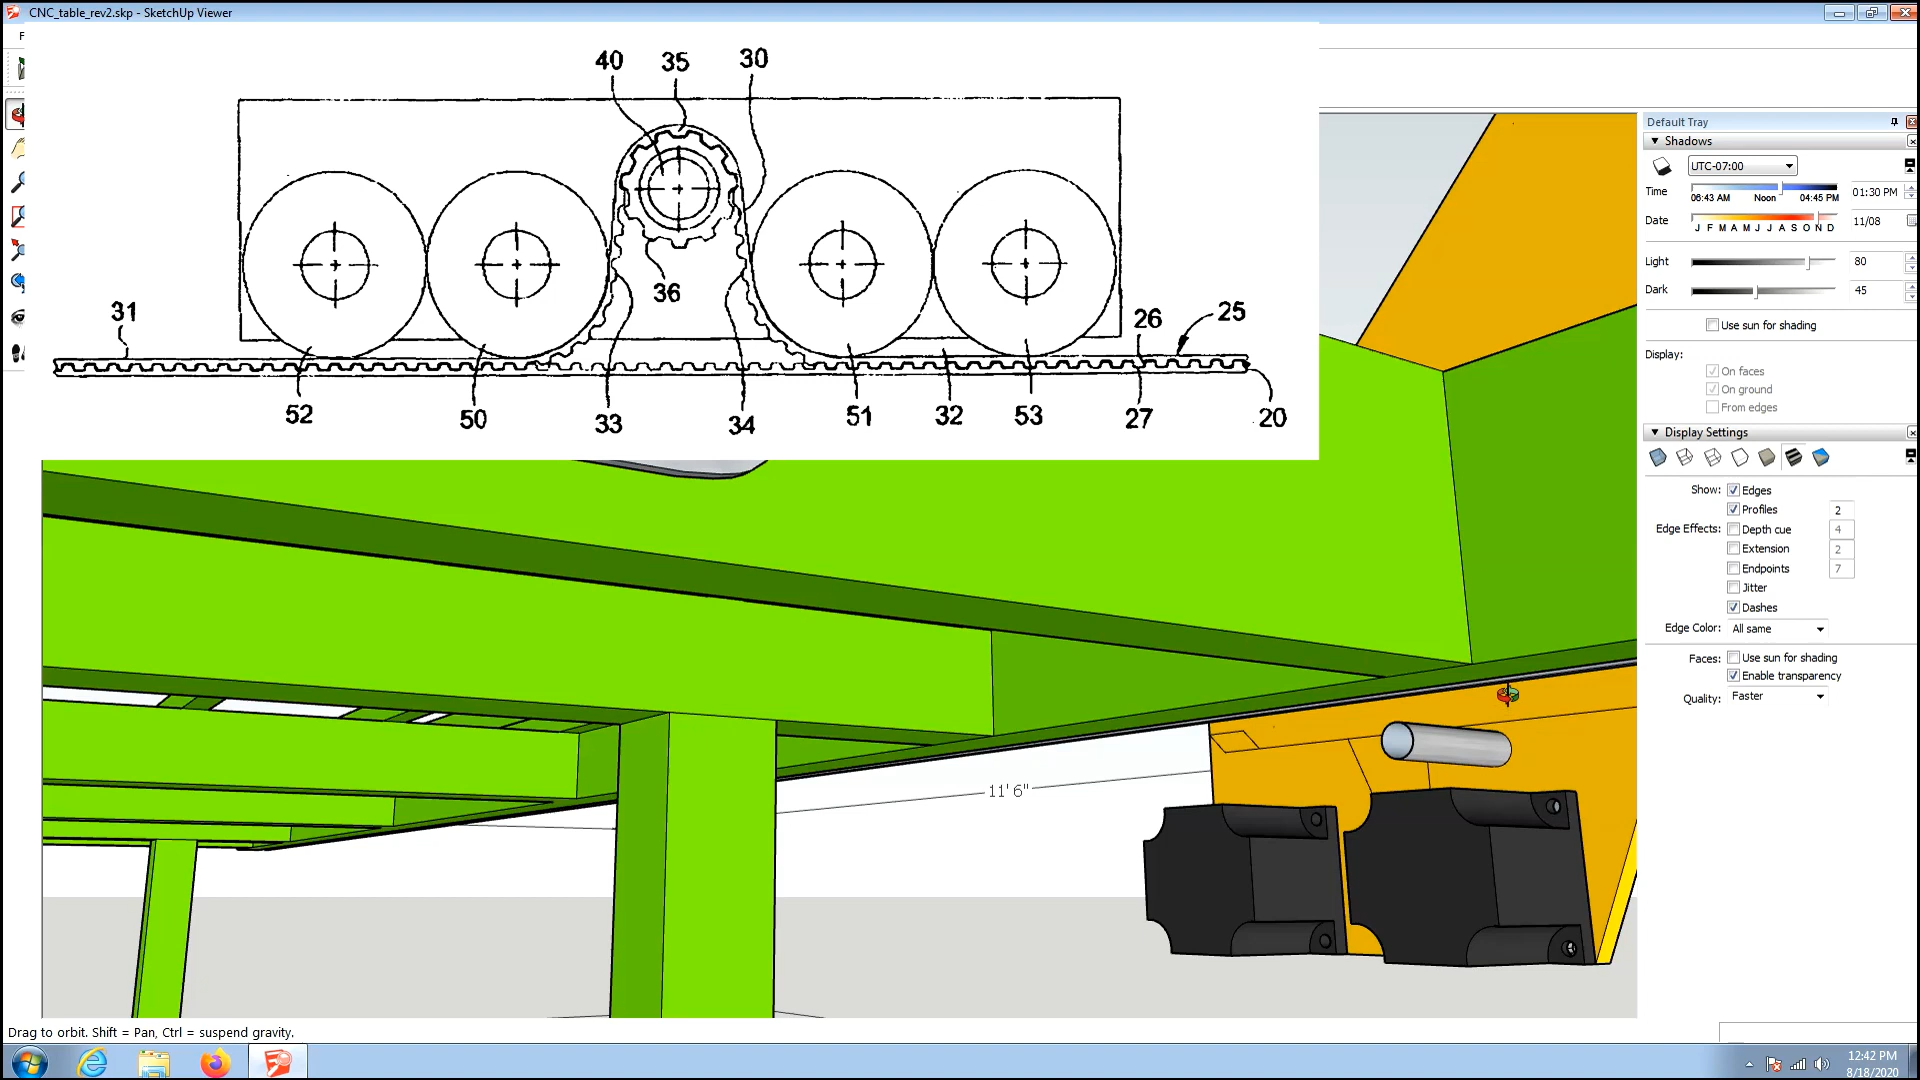 CNC_table_rev2.skp - SketchUp Viewer
F
40 35 30
36
31
26 25
52 50 33 34 51 32 53 27 20
11' 6"
Default Tray
Shadows
UTC-07:00
Time 01:30 PM
06:43 AM Noon 04:45 PM
Date 11/08
J F M A M J J A S O N D
Light 80
Dark 45
Use sun for shading
Display:
On faces
On ground
From edges
Display Settings
Show: Edges
Profiles 2
Edge Effects: Depth cue 4
Extension 2
Endpoints 7
Jitter
Dashes
Edge Color: All same
Faces: Use sun for shading
Enable transparency
Quality: Faster
Drag to orbit. Shift = Pan, Ctrl = suspend gravity.
12:42 PM
8/18/2020